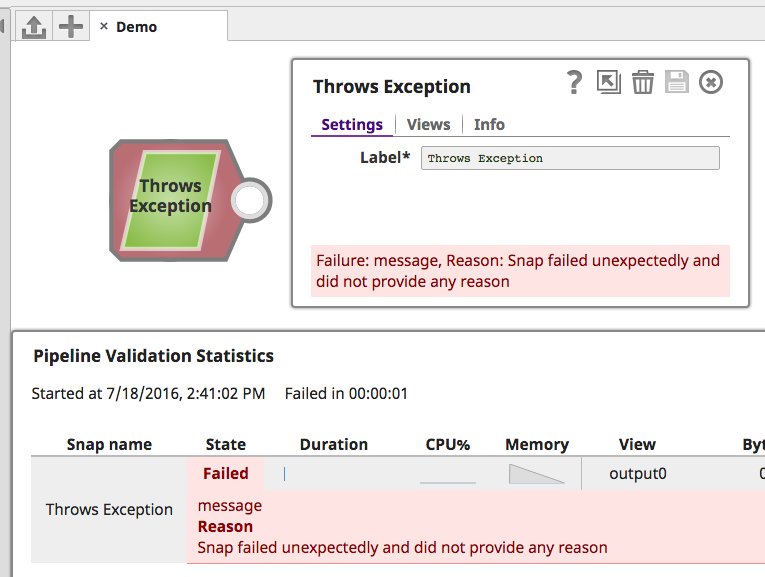 × Demo
Throws Exception
?
Settings Views Info
Label* Throws Exception
Throws
Exception
Failure: message, Reason: Snap failed unexpectedly and
did not provide any reason
Pipeline Validation Statistics
Started at 7/18/2016, 2:41:02 PM Failed in 00:00:01
Snap name State Duration CPU% Memory View Byt
Failed output0 0
Throws Exception
message
Reason
Snap failed unexpectedly and did not provide any reason